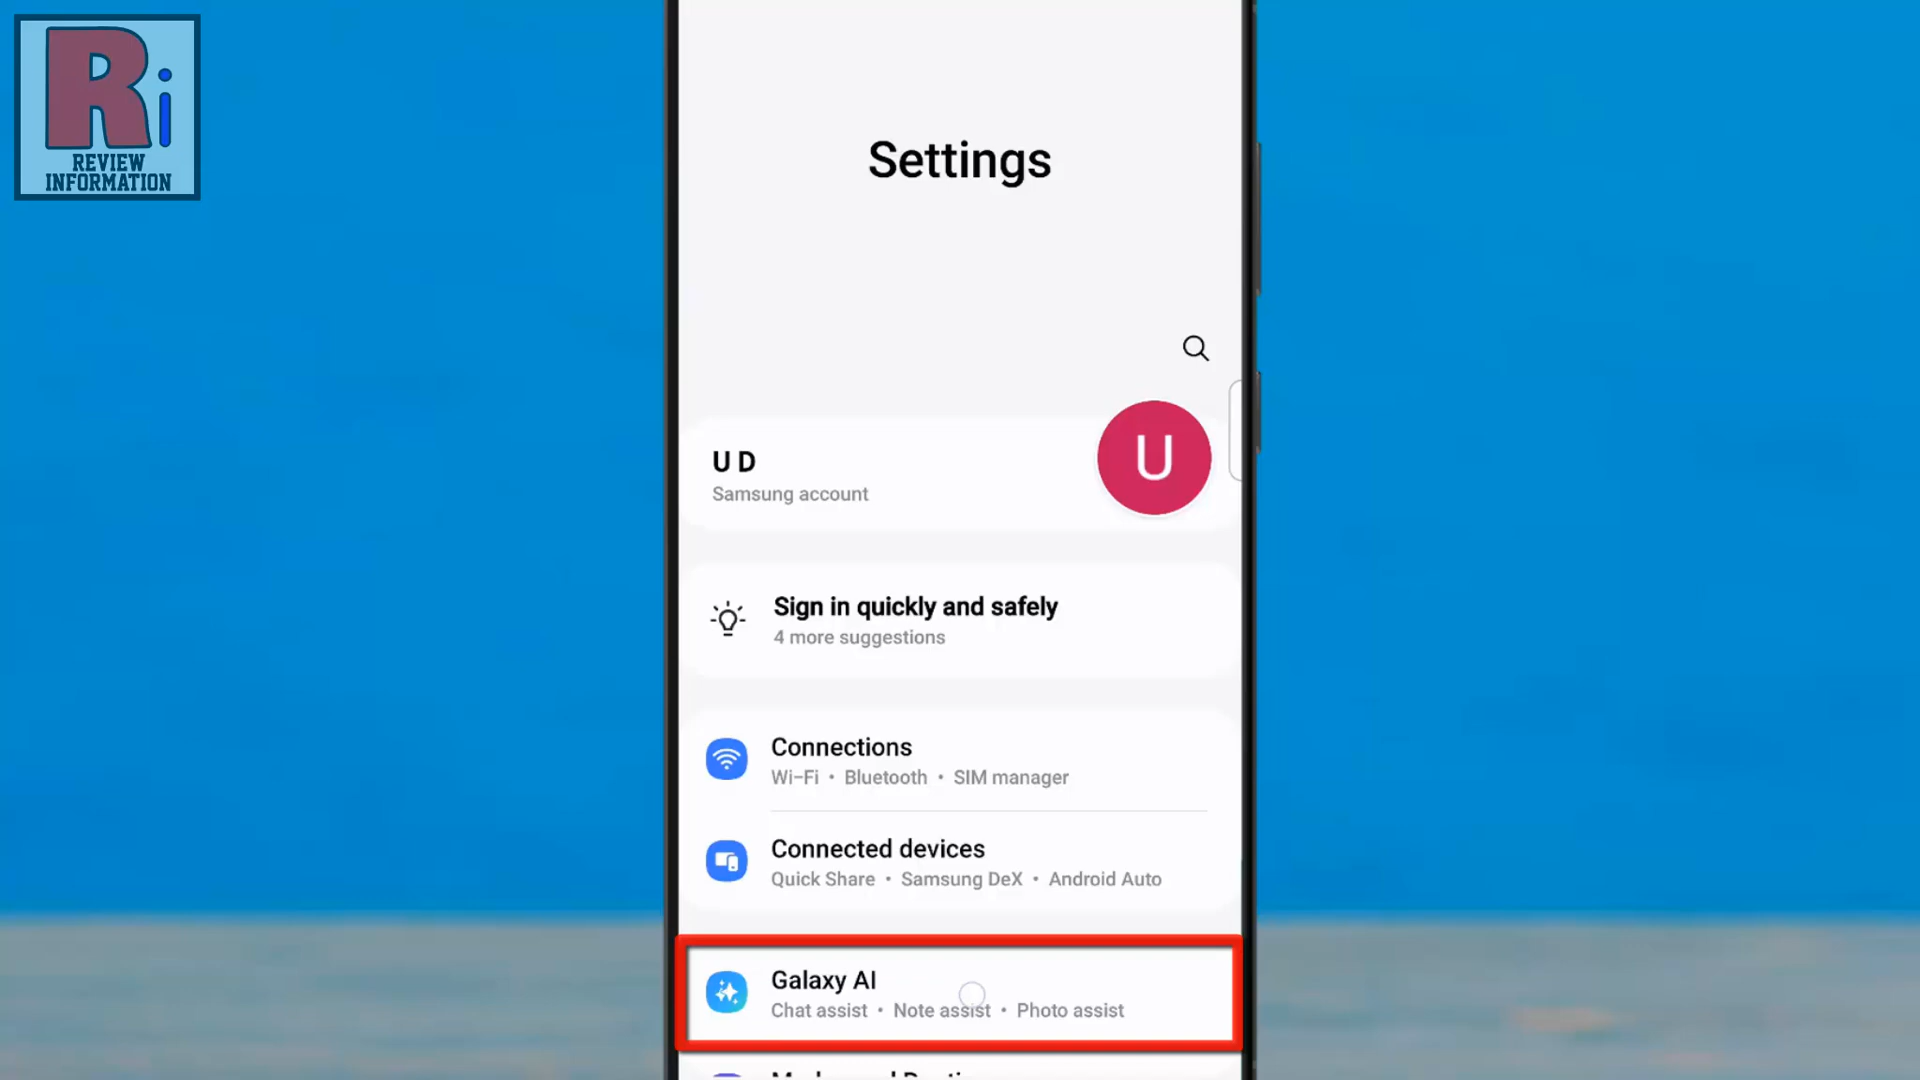 Ri
REVIEW
INFORMATION
Settings
U D
Samsung account
U
Sign in quickly and safely
4 more suggestions
Connections
Wi-Fi • Bluetooth • SIM manager
Connected devices
Quick Share • Samsung DeX • Android Auto
Galaxy AI
Chat assist • Note assist • Photo assist